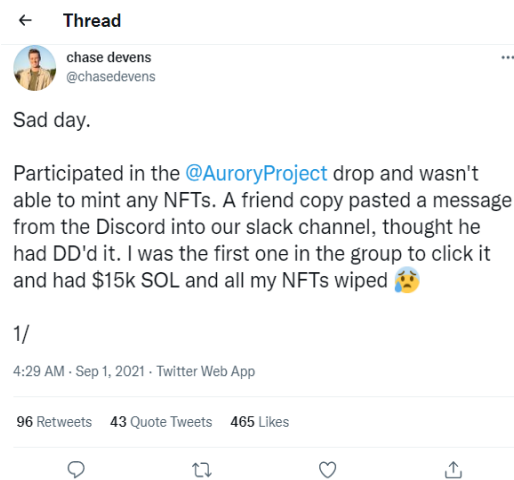 Thread
chase devens
@chasedevens
Sad day.
Participated in the @AuroryProject drop and wasn't
able to mint any NFTs. A friend copy pasted a message
from the Discord into our slack channel, thought he
had DD'd it. I was the first one in the group to click it
and had $15k SOL and all my NFTs wiped 😰
1/
4:29 AM · Sep 1, 2021 · Twitter Web App
96 Retweets 43 Quote Tweets 465 Likes